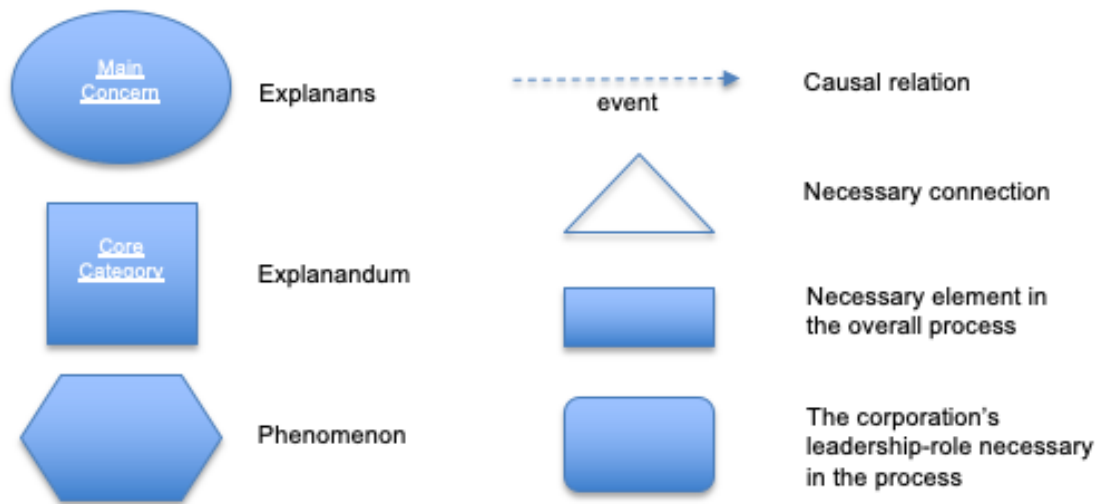 Main
Concern
Explanans
Core
Category
Explanandum
Phenomenon
event
Causal relation
Necessary connection
Necessary element in
the overall process
The corporation's
leadership-role necessary
in the process